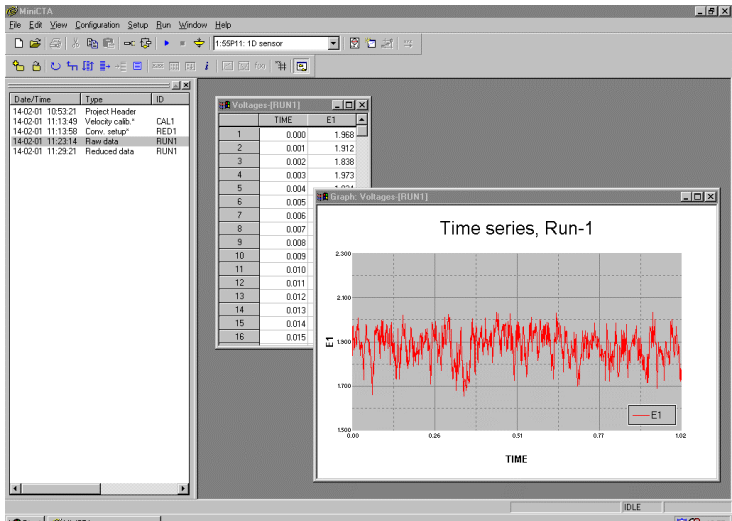 MiniCTA
File Edit View Configuration Setup Run Window Help
1:55P11: 1D sensor
Date/Time Type ID
14-02-01 10:53:21 Project Header
14-02-01 11:13:49 Velocity calib.* CAL1
14-02-01 11:13:58 Conv. setup* RED1
14-02-01 11:23:14 Raw data RUN1
14-02-01 11:29:21 Reduced data RUN1
Voltages-[RUN1]
TIME E1
1 0.000 1.968
2 0.001 1.912
3 0.002 1.838
4 0.003 1.973
5 0.004
6 0.005
7 0.006
8 0.007
9 0.008
10 0.009
11 0.010
12 0.011
13 0.012
14 0.013
15 0.014
16 0.015
Graph: Voltages-[RUN1]
Time series, Run-1
2.300
2.100
1.900
1.700
1.500
E1
0.00 0.26 0.51 0.77 1.02
TIME
E1
IDLE